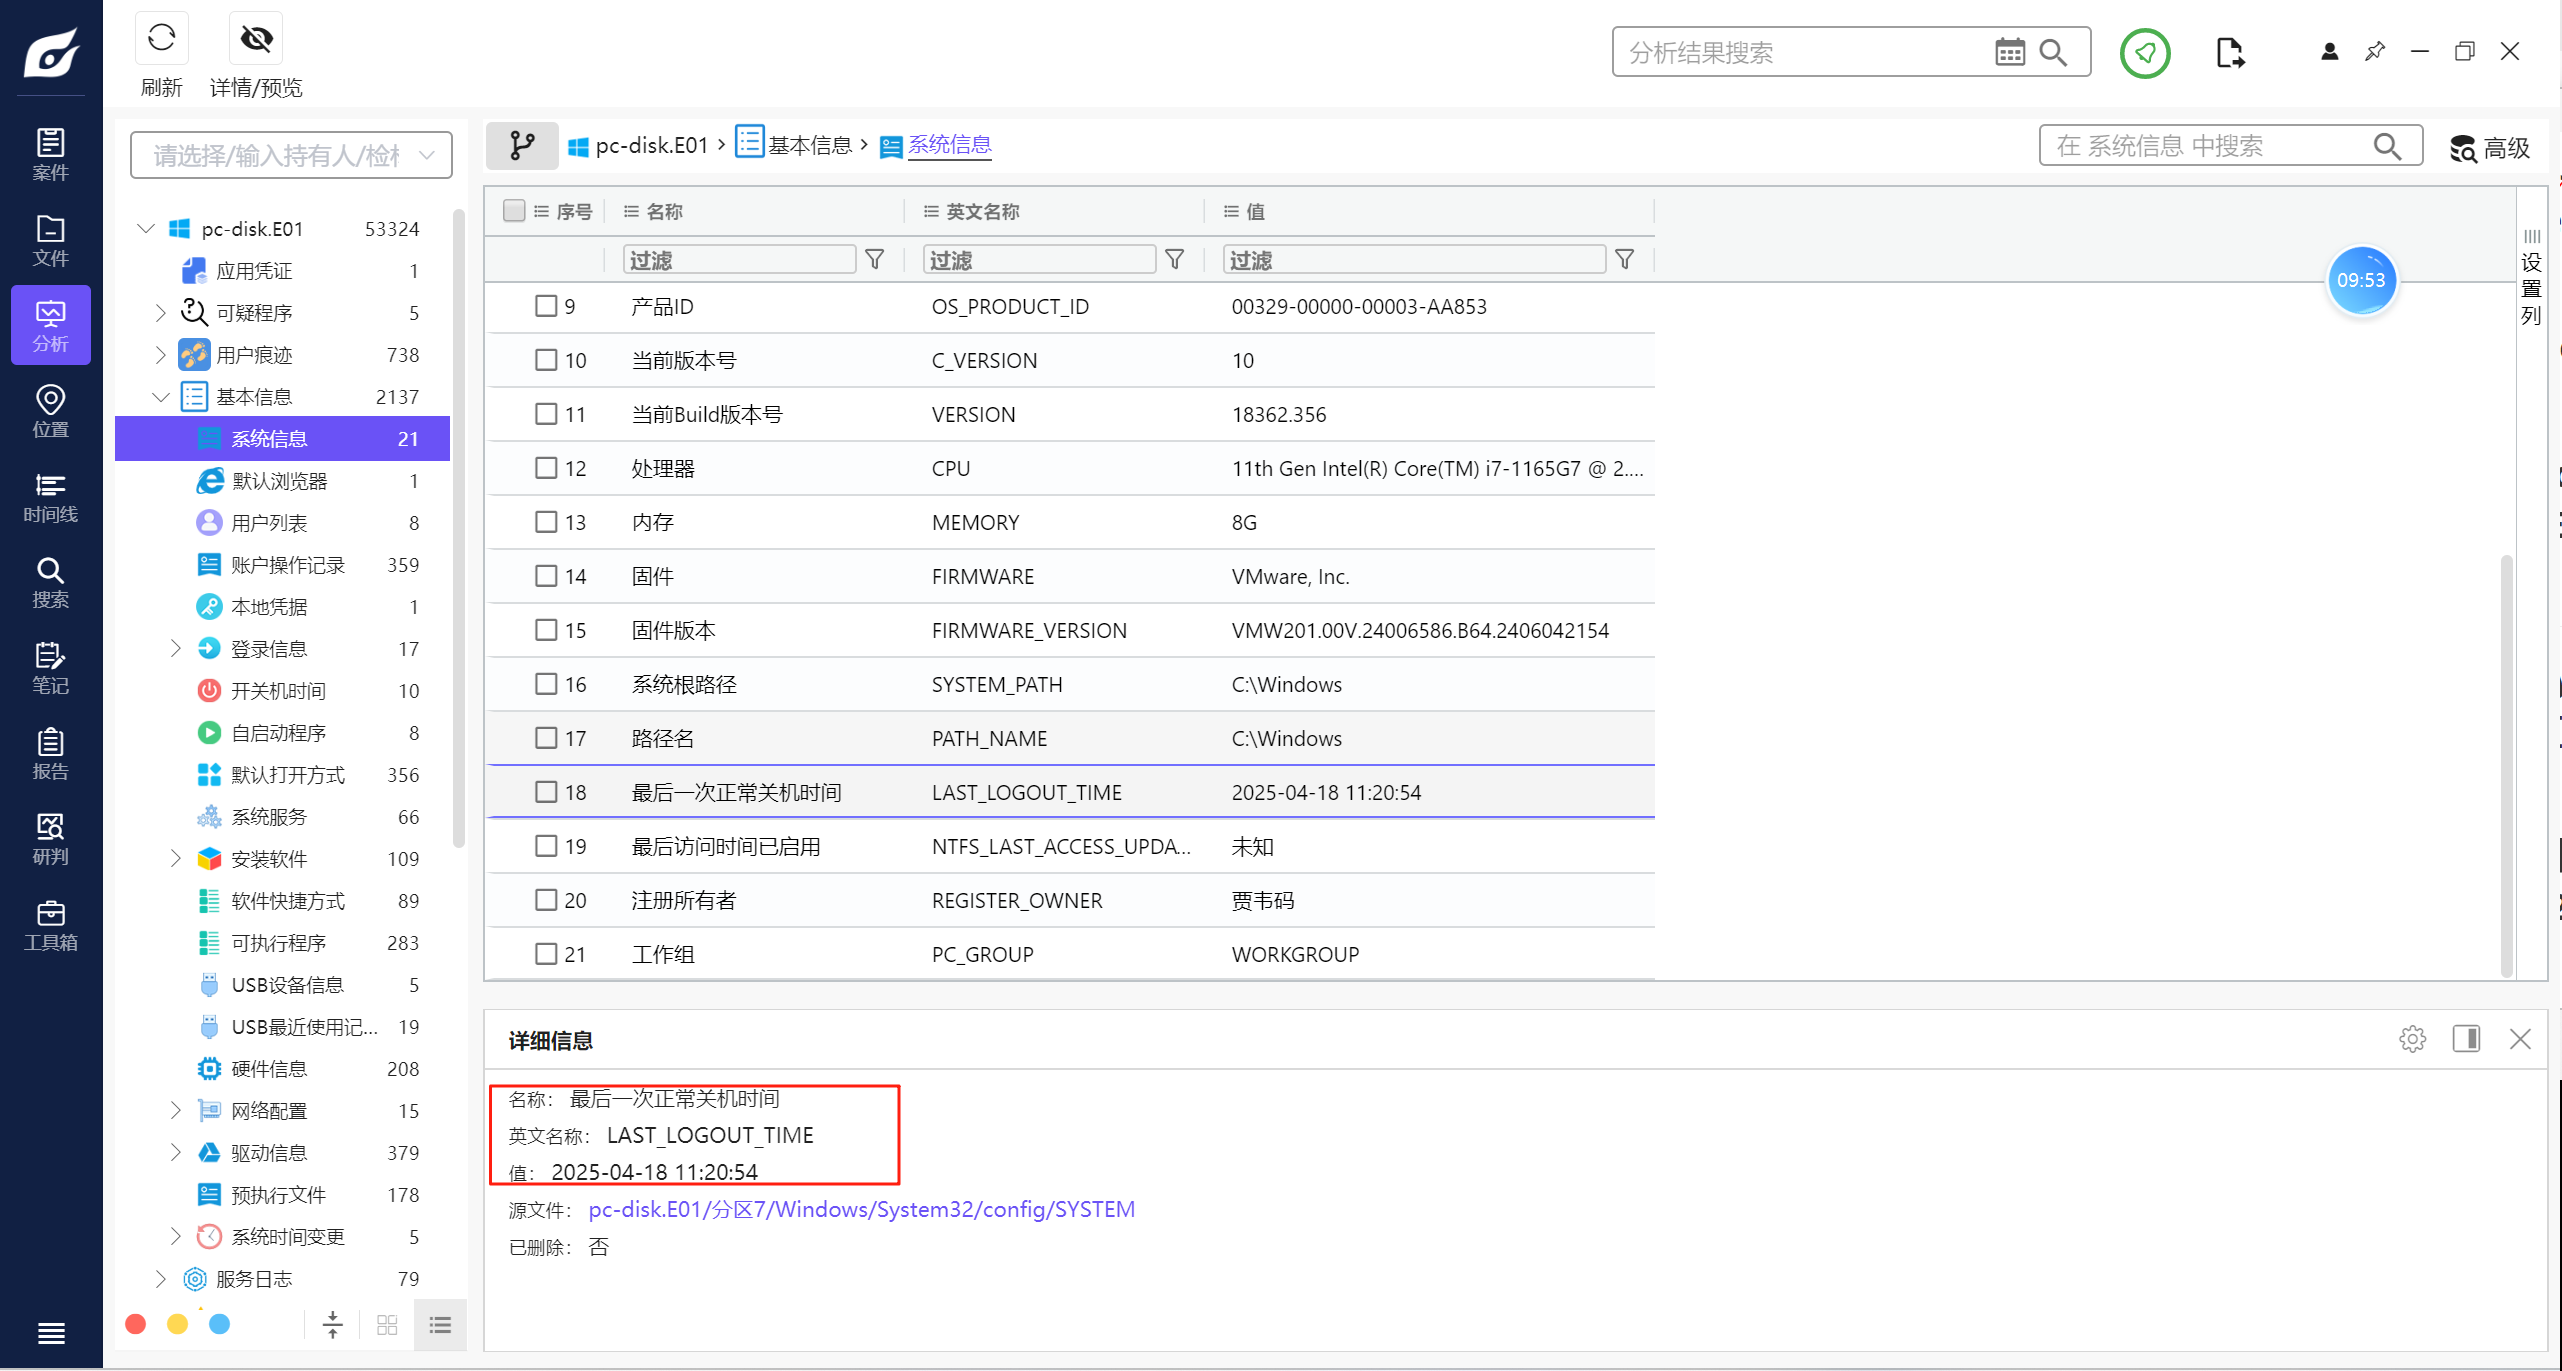 刷新
详情/预览
分析结果搜索
案件
文件
分析
位置
时间线
搜索
笔记
报告
研判
工具箱
请选择/输入持有人/检
pc-disk.E01 53324
应用凭证 1
可疑程序 5
用户痕迹 738
基本信息 2137
系统信息 21
默认浏览器 1
用户列表 8
账户操作记录 359
本地凭据 1
登录信息 17
开关机时间 10
自启动程序 8
默认打开方式 356
系统服务 66
安装软件 109
软件快捷方式 89
可执行程序 283
USB设备信息 5
USB最近使用记... 19
硬件信息 208
网络配置 15
驱动信息 379
预执行文件 178
系统时间变更 5
服务日志 79
pc-disk.E01 › 基本信息 › 系统信息
在 系统信息 中搜索
高级
序号 名称 英文名称 值
过滤 过滤 过滤
9 产品ID OS_PRODUCT_ID 00329-00000-00003-AA853
10 当前版本号 C_VERSION 10
11 当前Build版本号 VERSION 18362.356
12 处理器 CPU 11th Gen Intel(R) Core(TM) i7-1165G7 @ 2....
13 内存 MEMORY 8G
14 固件 FIRMWARE VMware, Inc.
15 固件版本 FIRMWARE_VERSION VMW201.00V.24006586.B64.2406042154
16 系统根路径 SYSTEM_PATH C:\Windows
17 路径名 PATH_NAME C:\Windows
18 最后一次正常关机时间 LAST_LOGOUT_TIME 2025-04-18 11:20:54
19 最后访问时间已启用 NTFS_LAST_ACCESS_UPDA... 未知
20 注册所有者 REGISTER_OWNER 贾韦码
21 工作组 PC_GROUP WORKGROUP
09:53
设置列
详细信息
名称： 最后一次正常关机时间
英文名称： LAST_LOGOUT_TIME
值： 2025-04-18 11:20:54
源文件： pc-disk.E01/分区7/Windows/System32/config/SYSTEM
已删除： 否